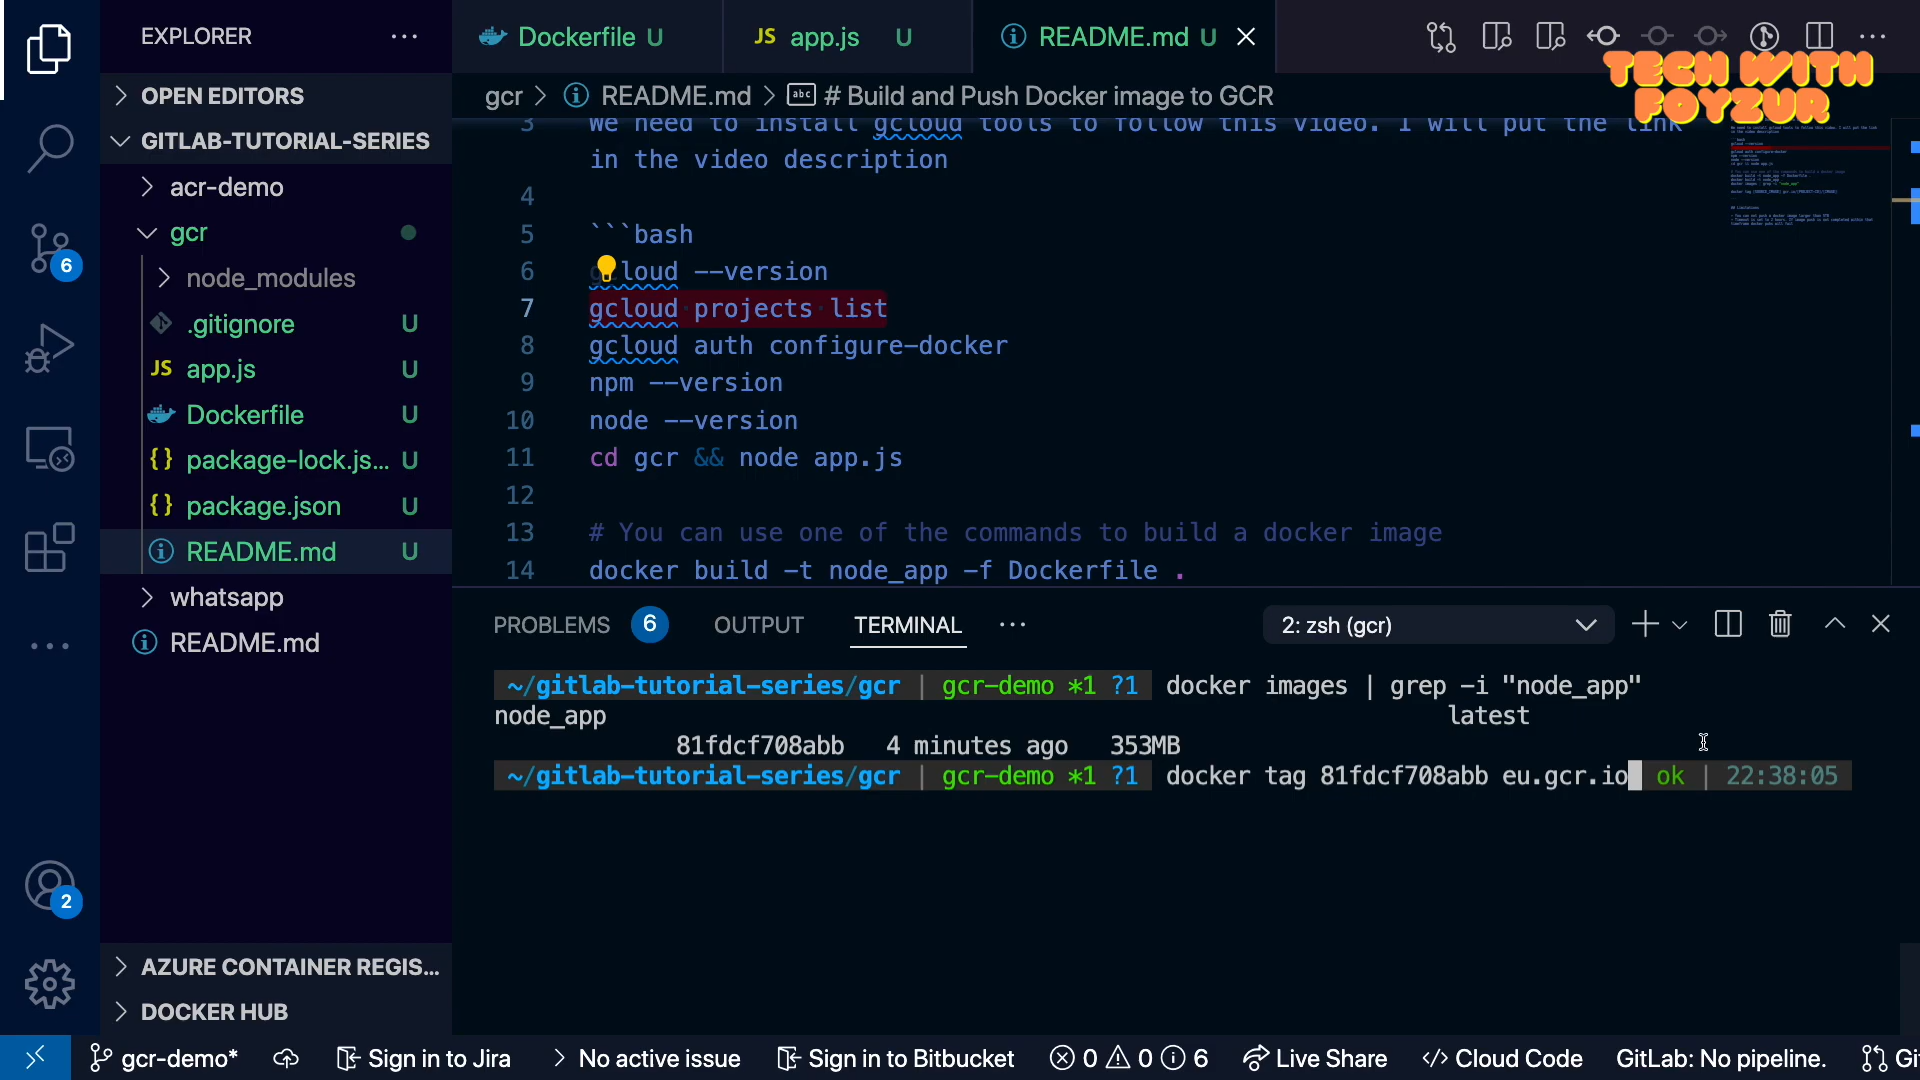 EXPLORER
Dockerfile U
JS app.js U
README.md U
TECH WITH
FOYZUR
OPEN EDITORS
gcr > README.md > # Build and Push Docker image to GCR
GITLAB-TUTORIAL-SERIES
acr-demo
gcr
node_modules
.gitignore U
JS app.js U
Dockerfile U
{} package-lock.js... U
{} package.json U
README.md U
whatsapp
README.md
AZURE CONTAINER REGIS...
DOCKER HUB
6
2
3 We need to install gcloud tools to follow this video. I will put the link
in the video description
4
5 ```bash
6 gcloud --version
7 gcloud projects list
8 gcloud auth configure-docker
9 npm --version
10 node --version
11 cd gcr && node app.js
12
13 # You can use one of the commands to build a docker image
14 docker build -t node_app -f Dockerfile .
PROBLEMS 6 OUTPUT TERMINAL 2: zsh (gcr)
~/gitlab-tutorial-series/gcr | gcr-demo *1 ?1 docker images | grep -i "node_app"
node_app latest
81fdcf708abb 4 minutes ago 353MB
~/gitlab-tutorial-series/gcr | gcr-demo *1 ?1 docker tag 81fdcf708abb eu.gcr.io ok | 22:38:05
gcr-demo* Sign in to Jira > No active issue Sign in to Bitbucket 0 0 6 Live Share </> Cloud Code GitLab: No pipeline. Gi